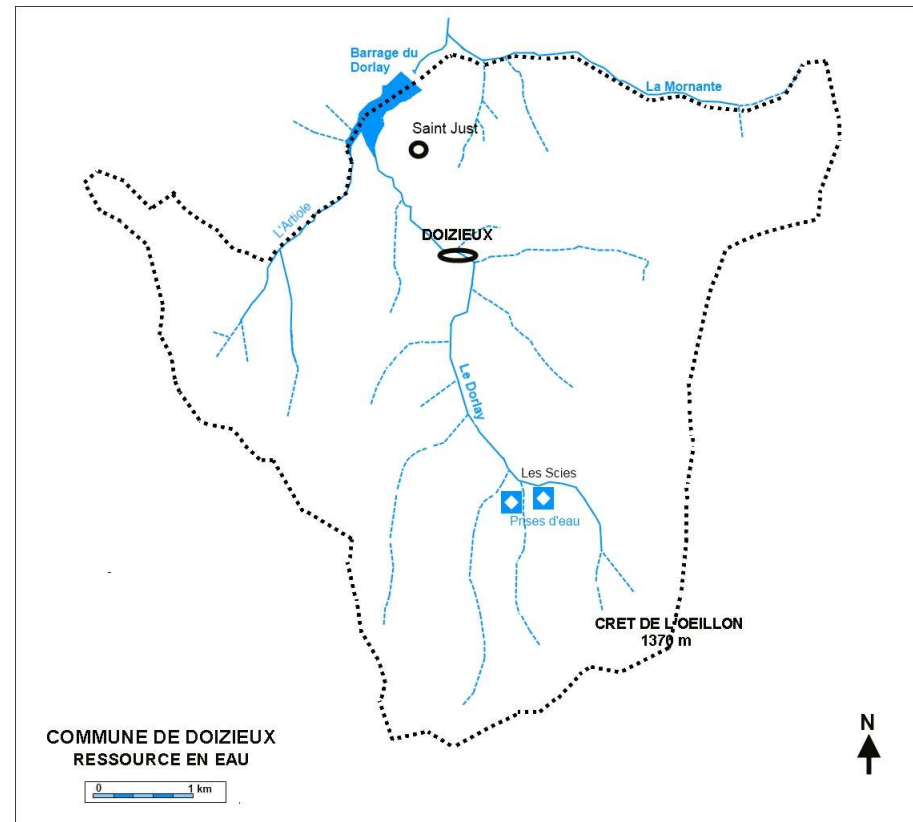 Barrage du
Dorlay
La Mornante
Saint Just
L'Artiole
DOIZIEUX
Le Dorlay
Les Scies
Prises d'eau
CRET DE L'OEILLON
1370 m
N
COMMUNE DE DOIZIEUX
RESSOURCE EN EAU
0 1 km